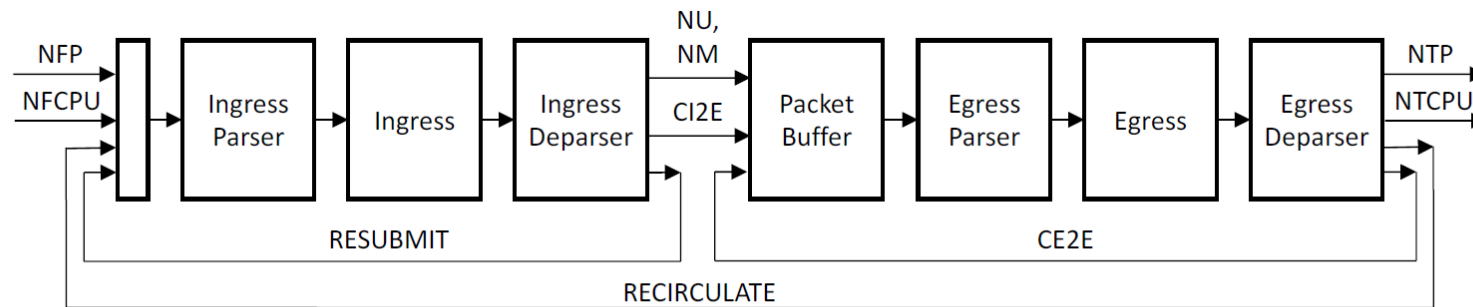 NFP
NFCPU
Ingress
Parser
Ingress
Ingress
Deparser
NU,
NM
CI2E
Packet
Buffer
Egress
Parser
Egress
Egress
Deparser
NTP
NTCPU
RESUBMIT
CE2E
RECIRCULATE